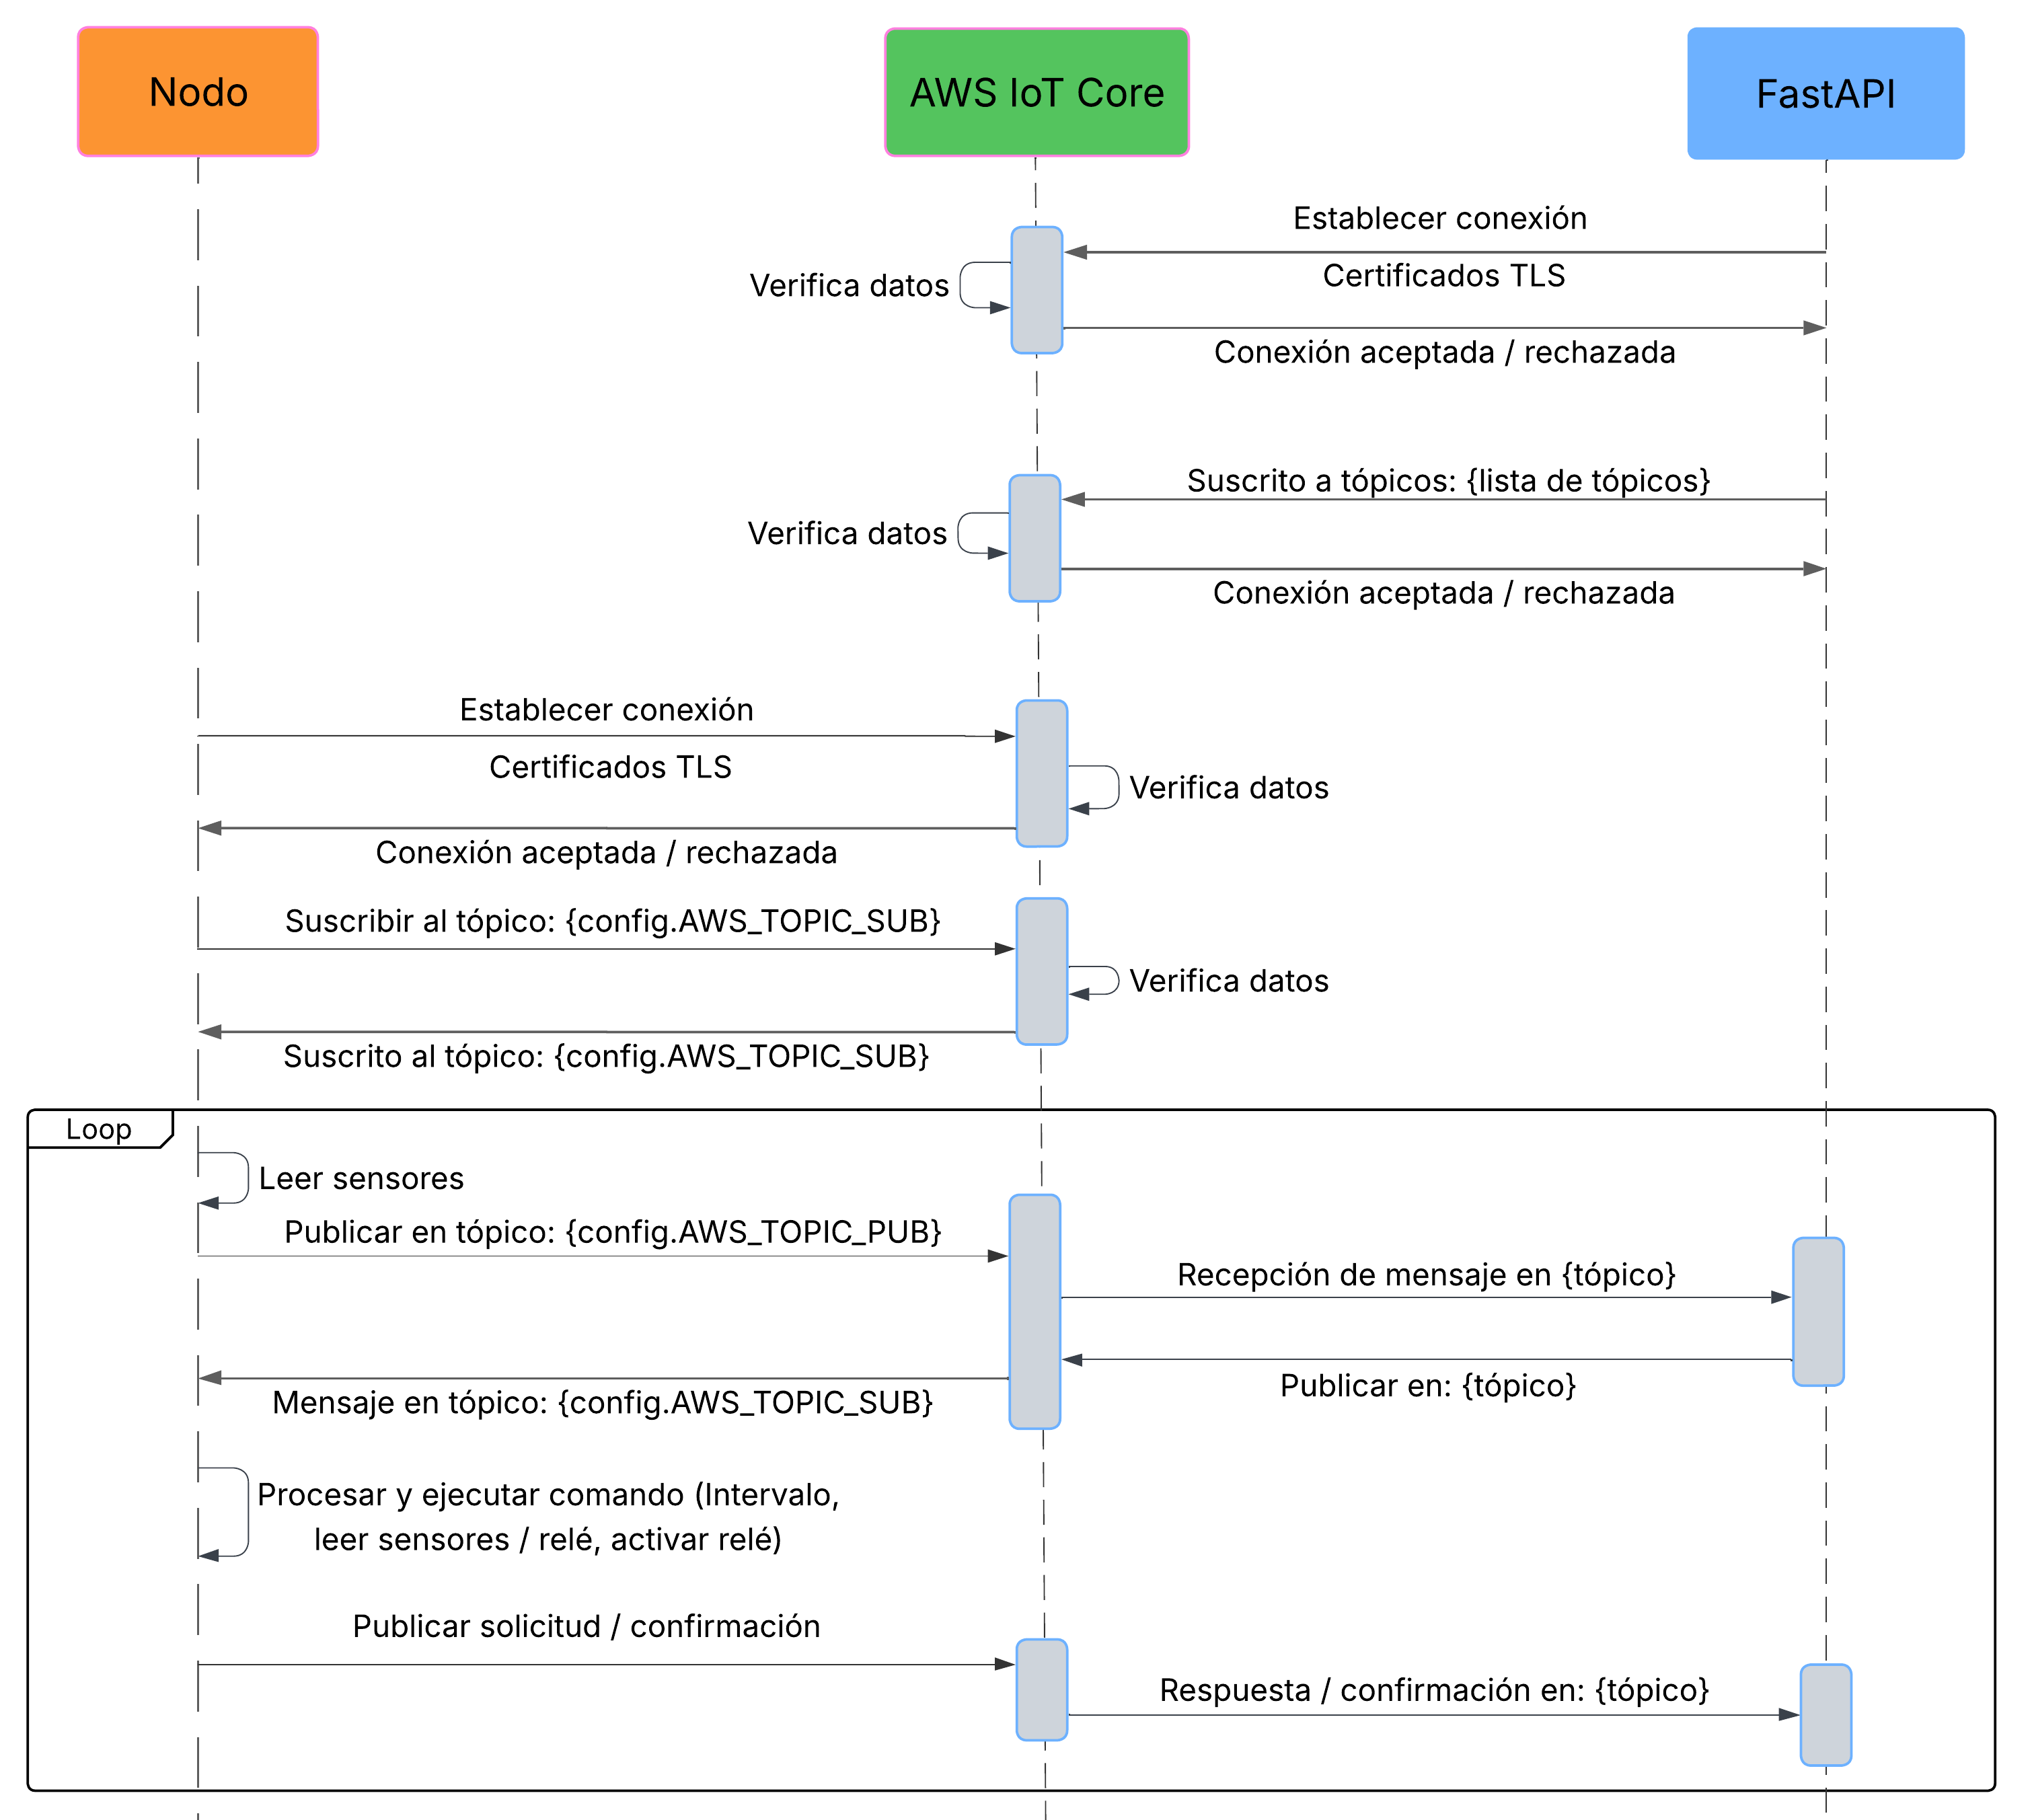 Nodo
AWS IoT Core
FastAPI
Establecer conexión
Certificados TLS
Verifica datos
Conexión aceptada / rechazada
Suscrito a tópicos: {lista de tópicos}
Verifica datos
Conexión aceptada / rechazada
Establecer conexión
Certificados TLS
Verifica datos
Conexión aceptada / rechazada
Suscribir al tópico: {config.AWS_TOPIC_SUB}
Verifica datos
Suscrito al tópico: {config.AWS_TOPIC_SUB}
Loop
Leer sensores
Publicar en tópico: {config.AWS_TOPIC_PUB}
Recepción de mensaje en {tópico}
Publicar en: {tópico}
Mensaje en tópico: {config.AWS_TOPIC_SUB}
Procesar y ejecutar comando (Intervalo,
leer sensores / relé, activar relé)
Publicar solicitud / confirmación
Respuesta / confirmación en: {tópico}